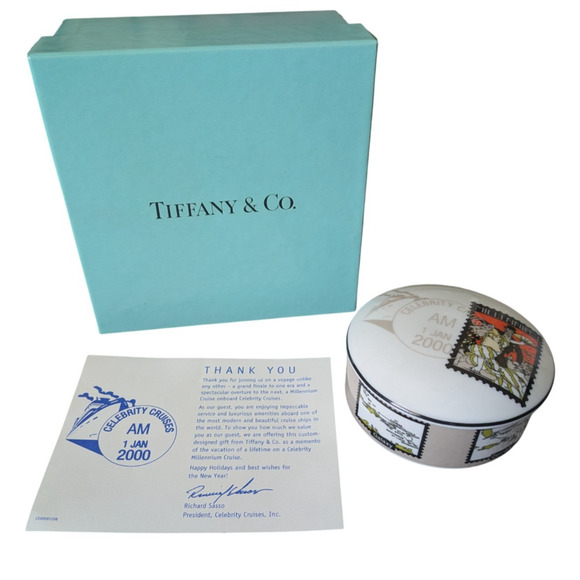 TIFFANY & CO.
CELEBRITY CRUISES
AM
1 JAN
2000
THANK YOU
Thank you for joining us on a voyage unlike
any other – a grand finale to one era and a
spectacular overture to the next, a Millennium
Cruise onboard Celebrity Cruises.
As our guest, you are enjoying impeccable
service and luxurious amenities aboard one of
the most modern and beautiful cruise ships in
the world. To show you how much we value
you as our guest, we are offering this custom-
designed gift from Tiffany & Co. as a memento
of the vacation of a lifetime on a Celebrity
Millennium Cruise.
Happy Holidays and best wishes for
the New Year!
Richard Sasso
President, Celebrity Cruises, Inc.
CELEBRITY CRUISES
AM
1 JAN
2000